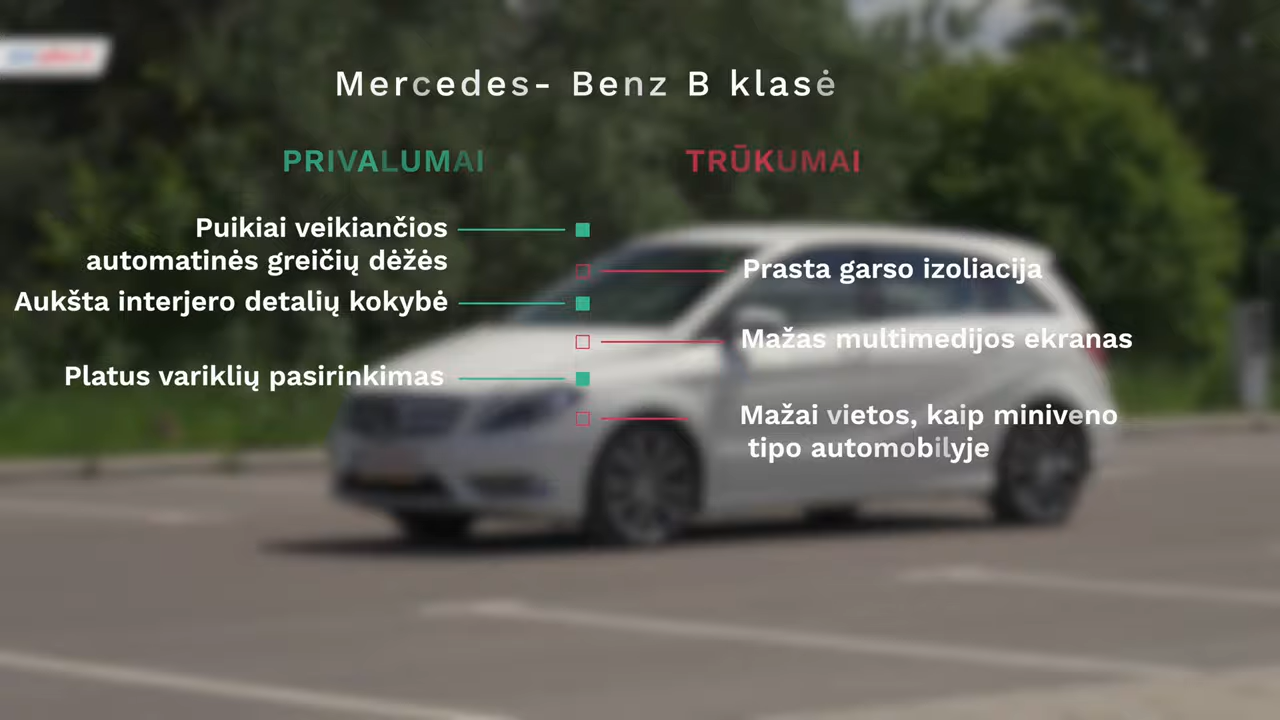 Mercedes- Benz B klasė
PRIVALUMAI
TRŪKUMAI
Puikiai veikiančios
automatinės greičių dėžės
Aukšta interjero detalių kokybė
Platus variklių pasirinkimas
Prasta garso izoliacija
Mažas multimedijos ekranas
Mažai vietos, kaip miniveno
tipo automobilyje